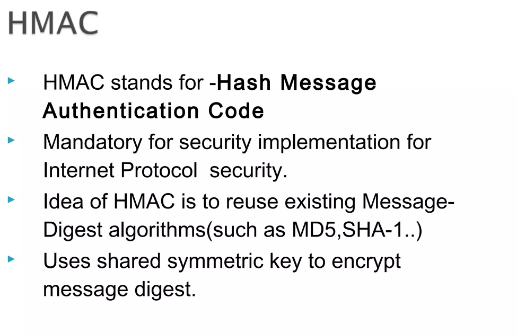 HMAC
HMAC stands for -Hash Message
Authentication Code
Mandatory for security implementation for
Internet Protocol  security.
Idea of HMAC is to reuse existing Message-
Digest algorithms(such as MD5,SHA-1..)
Uses shared symmetric key to encrypt
message digest.